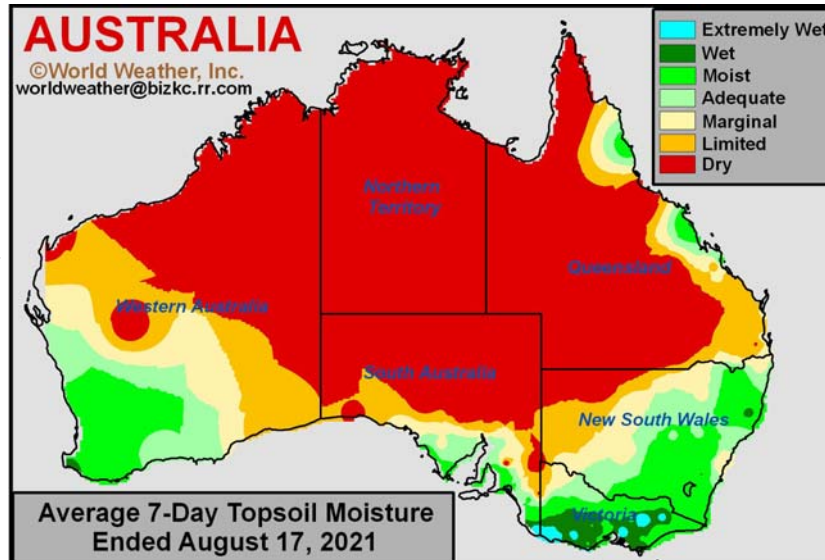 AUSTRALIA
©World Weather, Inc.
worldweather@bizkc.rr.com
Extremely Wet
Wet
Moist
Adequate
Marginal
Limited
Dry
Northern
Territory
Queensland
Western Australia
South Australia
New South Wales
Victoria
Average 7-Day Topsoil Moisture
Ended August 17, 2021